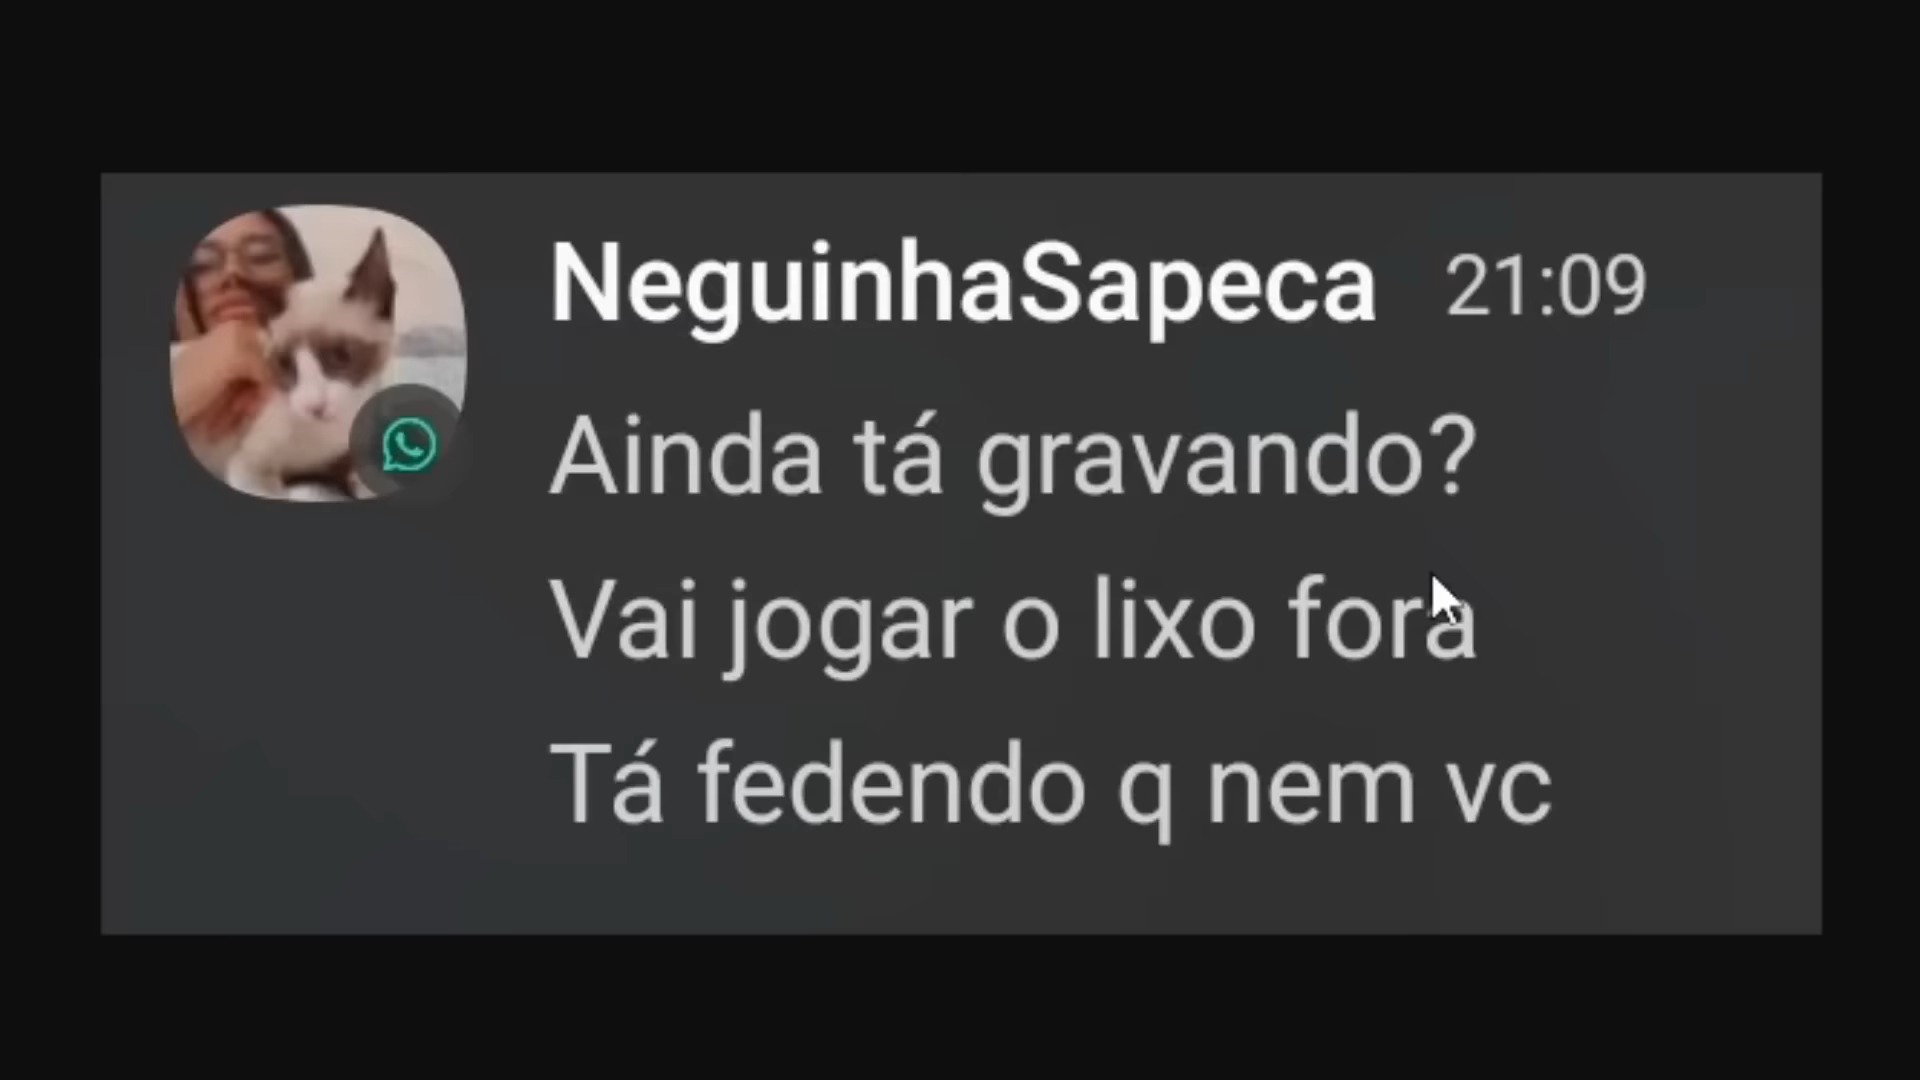 NeguinhaSapeca 21:09
Ainda tá gravando?
Vai jogar o lixo fora
Tá fedendo q nem vc